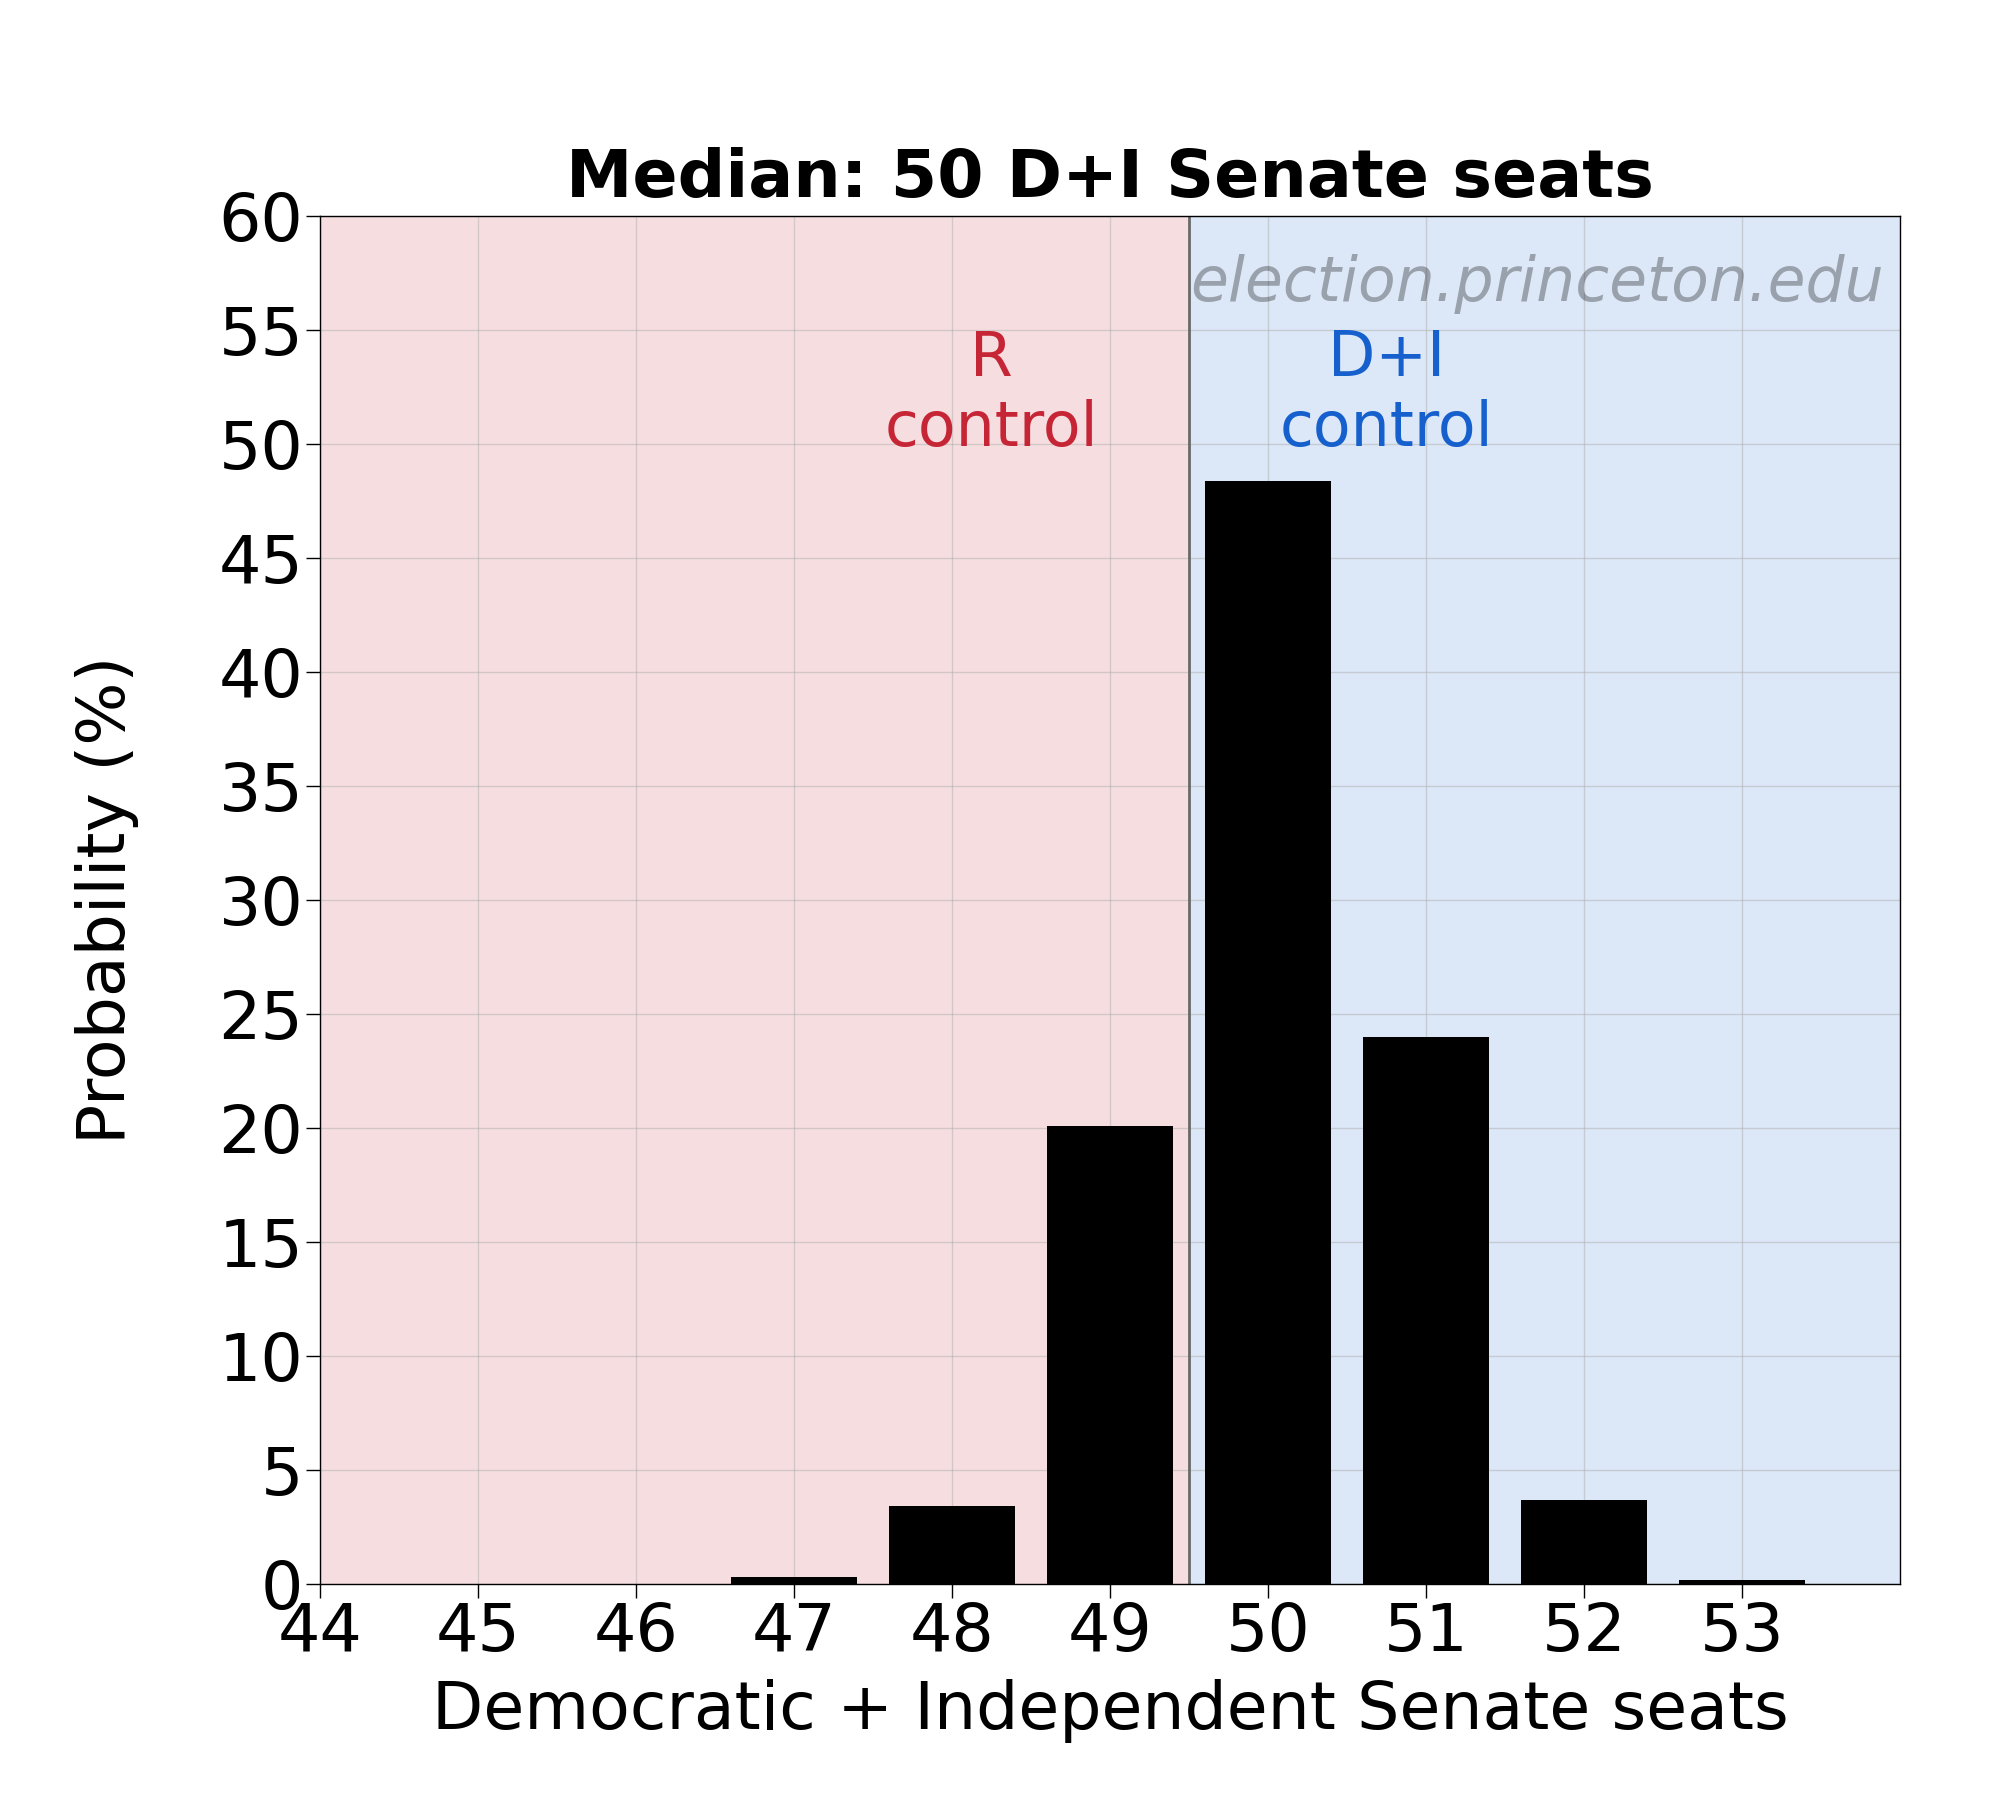 Median: 50 D+I Senate seats
election.princeton.edu
R
control
D+I
control
Probability (%)
60
55
50
45
40
35
30
25
20
15
10
5
0
44 45 46 47 48 49 50 51 52 53
Democratic + Independent Senate seats